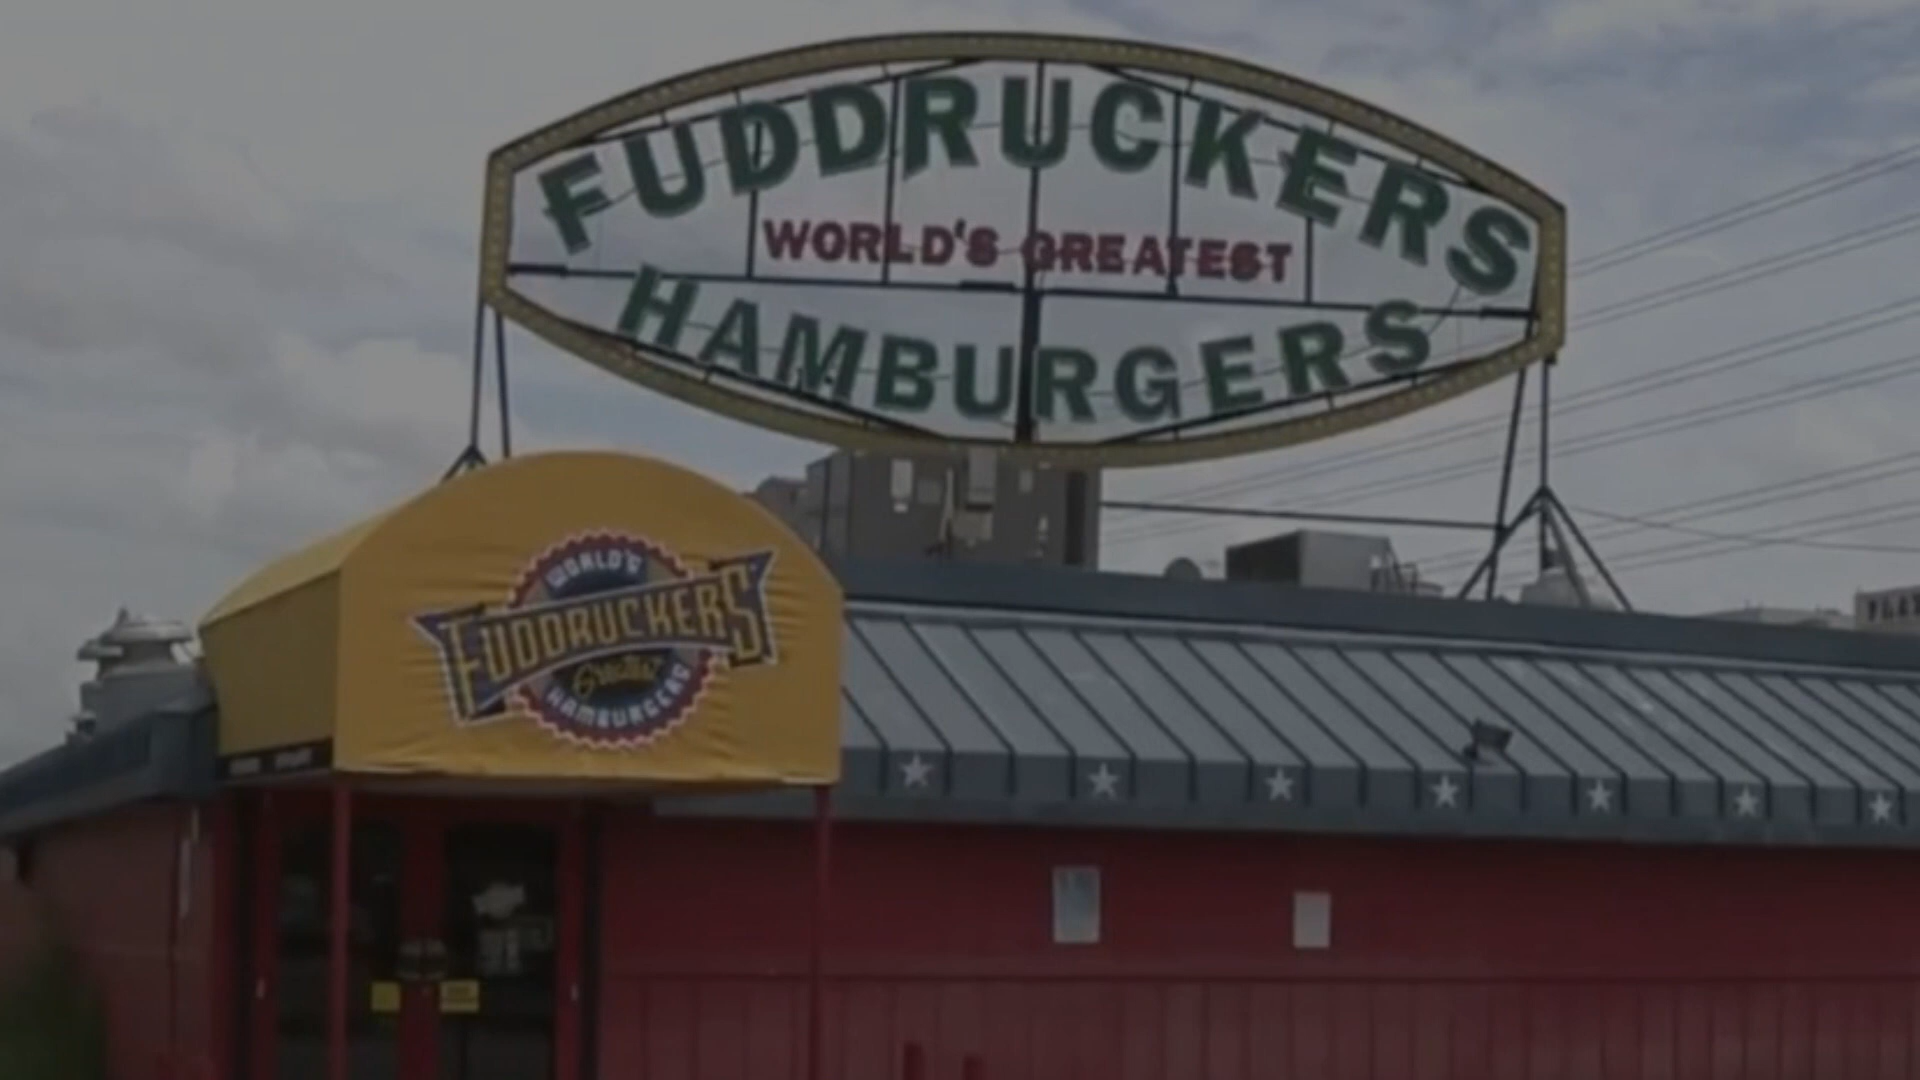 FUDDRUCKERS
WORLD'S GREATEST
HAMBURGERS
WORLD'S
FUDDRUCKERS
Greatest
HAMBURGERS